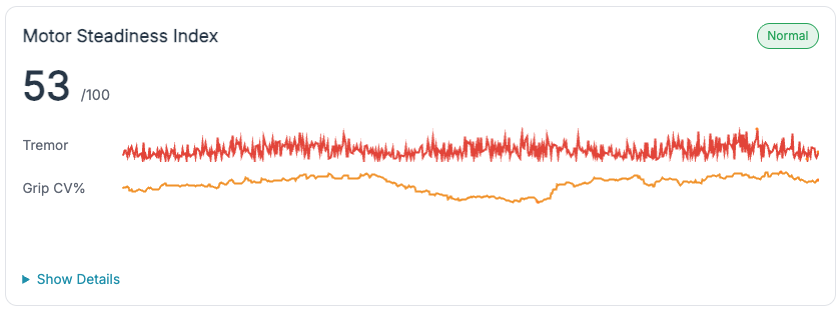 Motor Steadiness Index
Normal
53 /100
Tremor
Grip CV%
Show Details